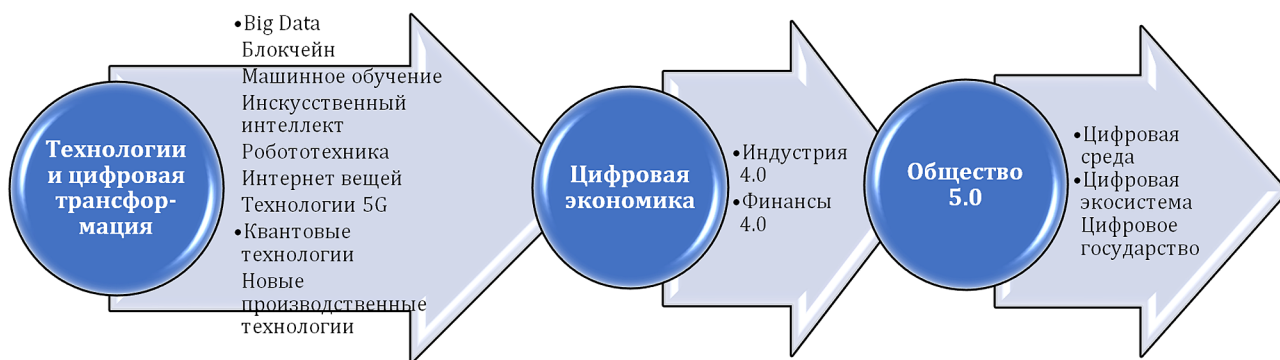 Технологии
и цифровая
трансфор-
мация
•Big Data
Блокчейн
Машинное обучение
Инскусственный
интеллект
Робототехника
Интернет вещей
Технологии 5G
•Квантовые
технологии
Новые
производственные
технологии
Цифровая
экономика
•Индустрия
4.0
•Финансы
4.0
Общество
5.0
•Цифровая
среда
•Цифровая
экосистема
Цифровое
государство